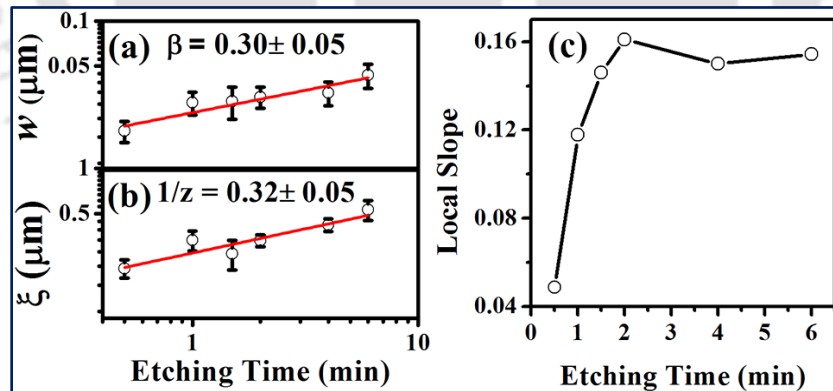 0.1
(a) β = 0.30± 0.05
0.05
w (μm)
1
(b) 1/z = 0.32± 0.05
0.5
ξ (μm)
1 10
Etching Time (min)
(c)
0.16
0.12
0.08
0.04
Local Slope
0 1 2 3 4 5 6
Etching Time (min)